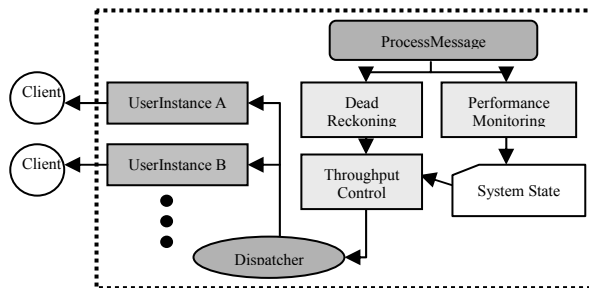 ProcessMessage
Client
UserInstance A
Dead
Reckoning
Performance
Monitoring
Client
UserInstance B
Throughput
Control
System State
Dispatcher